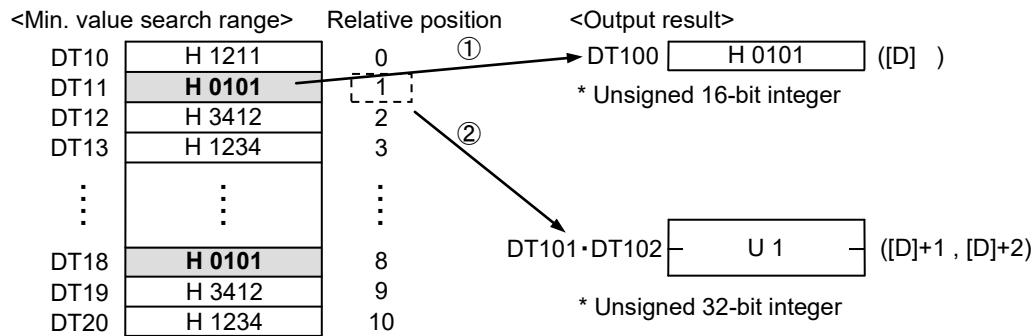 <Min. value search range> Relative position <Output result>
DT10 H 1211 0 ① DT100 H 0101 ([D] )
DT11 H 0101 1 * Unsigned 16-bit integer
DT12 H 3412 2
DT13 H 1234 3 ②
⋮ ⋮ ⋮
DT101・DT102 U 1 ([D]+1 , [D]+2)
DT18 H 0101 8
DT19 H 3412 9 * Unsigned 32-bit integer
DT20 H 1234 10